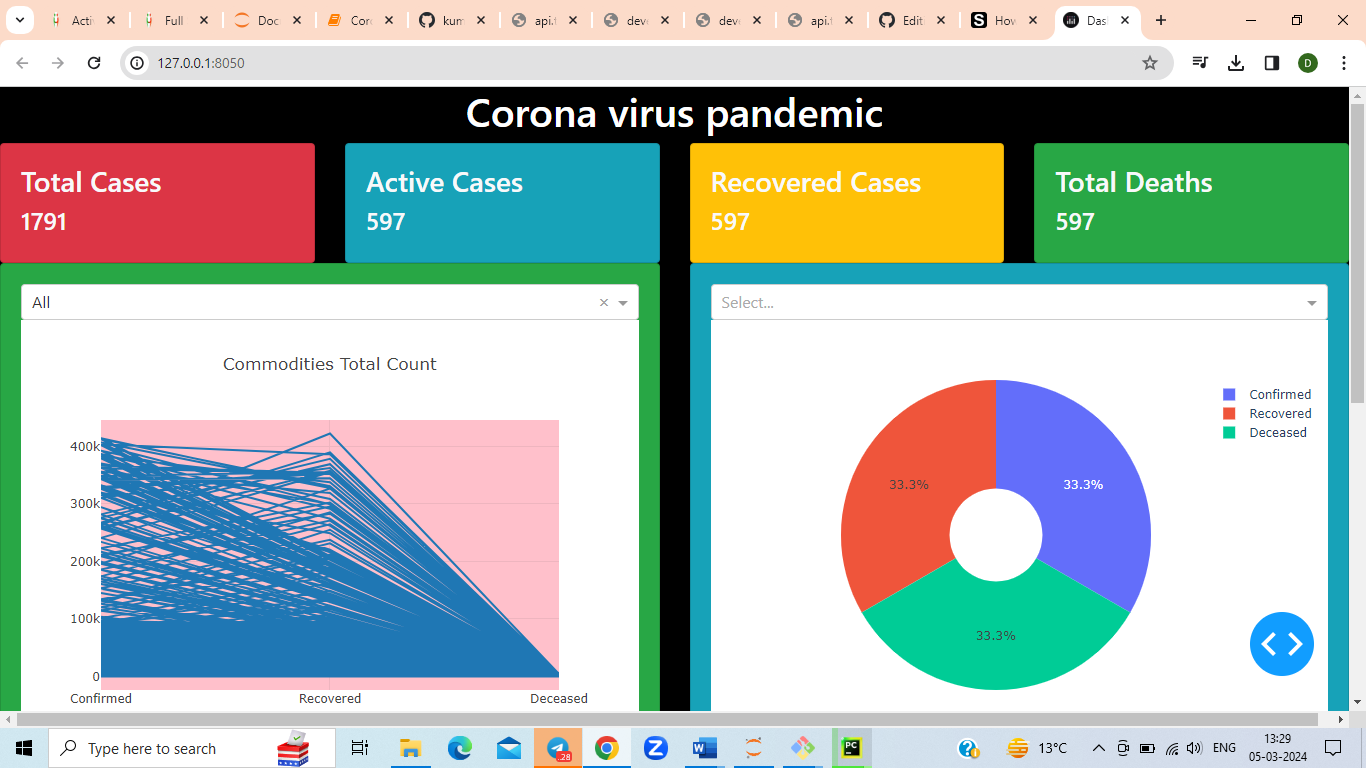 Activ
Full
Doc
Coro
kum
api.
deve
deve
api.
Edit
S
How
Das
127.0.0.1:8050
D
Corona virus pandemic
Total Cases
1791
Active Cases
597
Recovered Cases
597
Total Deaths
597
All
Select...
Commodities Total Count
400k
300k
200k
100k
0
Confirmed
Recovered
Deceased
Confirmed
Recovered
Deceased
33.3%
33.3%
33.3%
Type here to search
28
Z
W
PC
13°C
ENG
13:29
05-03-2024